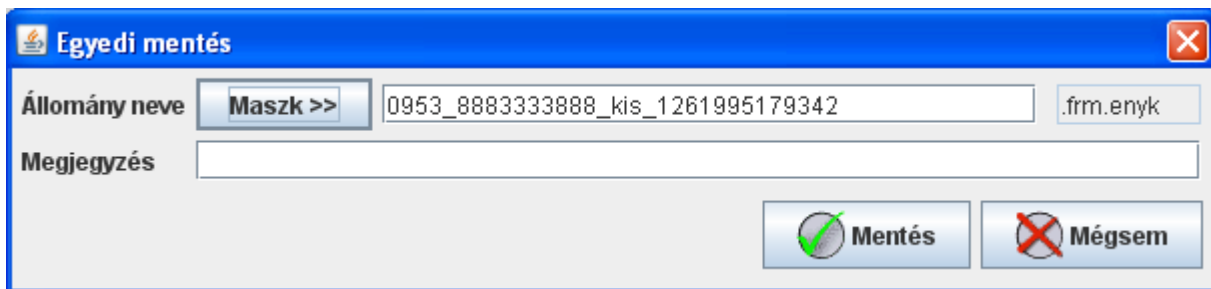 Egyedi mentés
Állomány neve Maszk >> 0953_8883333888_kis_1261995179342 .frm.enyk
Megjegyzés
Mentés Mégsem